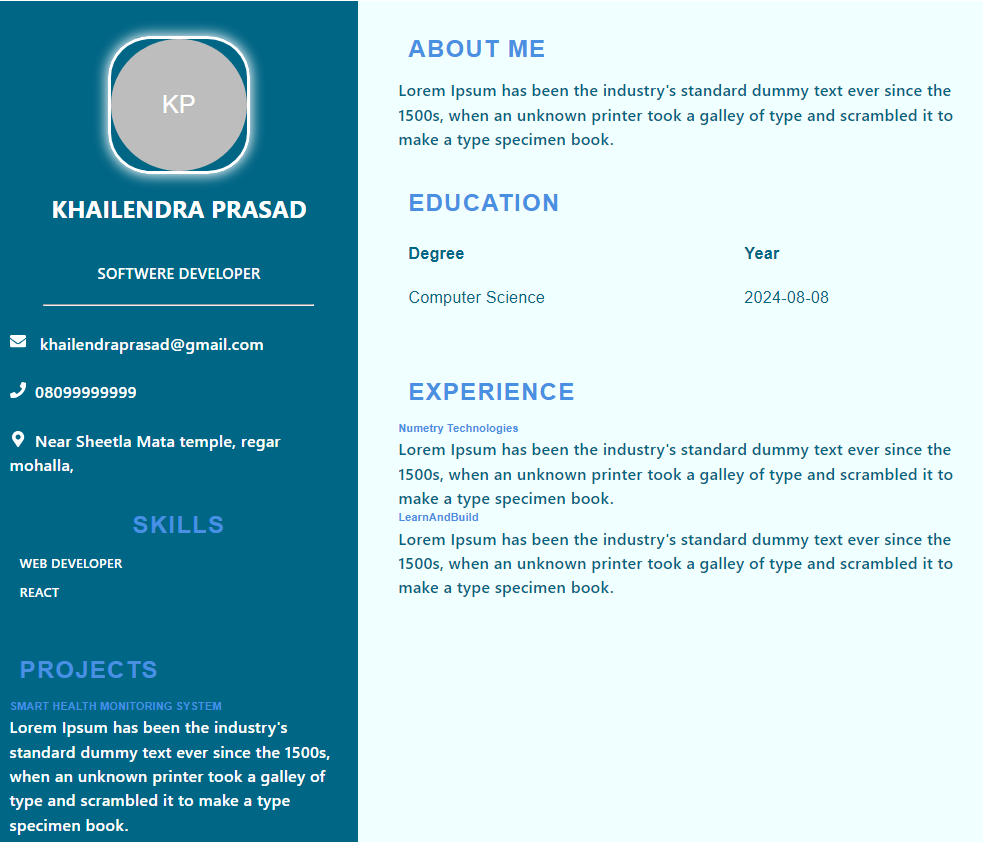 KP
KHAILENDRA PRASAD
SOFTWERE DEVELOPER
khailendraprasad@gmail.com
08099999999
Near Sheetla Mata temple, regar
mohalla,
SKILLS
WEB DEVELOPER
REACT
PROJECTS
SMART HEALTH MONITORING SYSTEM
Lorem Ipsum has been the industry's
standard dummy text ever since the 1500s,
when an unknown printer took a galley of
type and scrambled it to make a type
specimen book.
ABOUT ME
Lorem Ipsum has been the industry's standard dummy text ever since the
1500s, when an unknown printer took a galley of type and scrambled it to
make a type specimen book.
EDUCATION
Degree Year
Computer Science 2024-08-08
EXPERIENCE
Numetry Technologies
Lorem Ipsum has been the industry's standard dummy text ever since the
1500s, when an unknown printer took a galley of type and scrambled it to
make a type specimen book.
LearnAndBuild
Lorem Ipsum has been the industry's standard dummy text ever since the
1500s, when an unknown printer took a galley of type and scrambled it to
make a type specimen book.